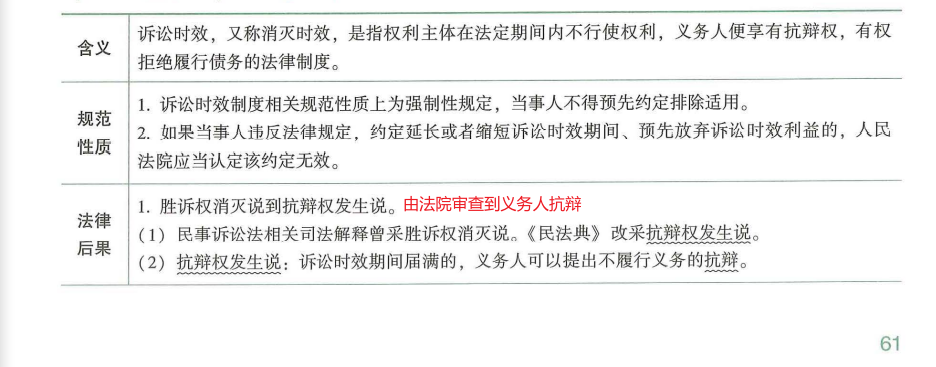 含义
诉讼时效，又称消灭时效，是指权利主体在法定期间内不行使权利，义务人便享有抗辩权，有权
拒绝履行债务的法律制度。
规范
性质
1. 诉讼时效制度相关规范性质上为强制性规定，当事人不得预先约定排除适用。
2. 如果当事人违反法律规定，约定延长或者缩短诉讼时效期间、预先放弃诉讼时效利益的，人民
法院应当认定该约定无效。
法律
后果
1. 胜诉权消灭说到抗辩权发生说。由法院审查到义务人抗辩
（1）民事诉讼法相关司法解释曾采胜诉权消灭说。《民法典》改采抗辩权发生说。
（2）抗辩权发生说：诉讼时效期间届满的，义务人可以提出不履行义务的抗辩。
61